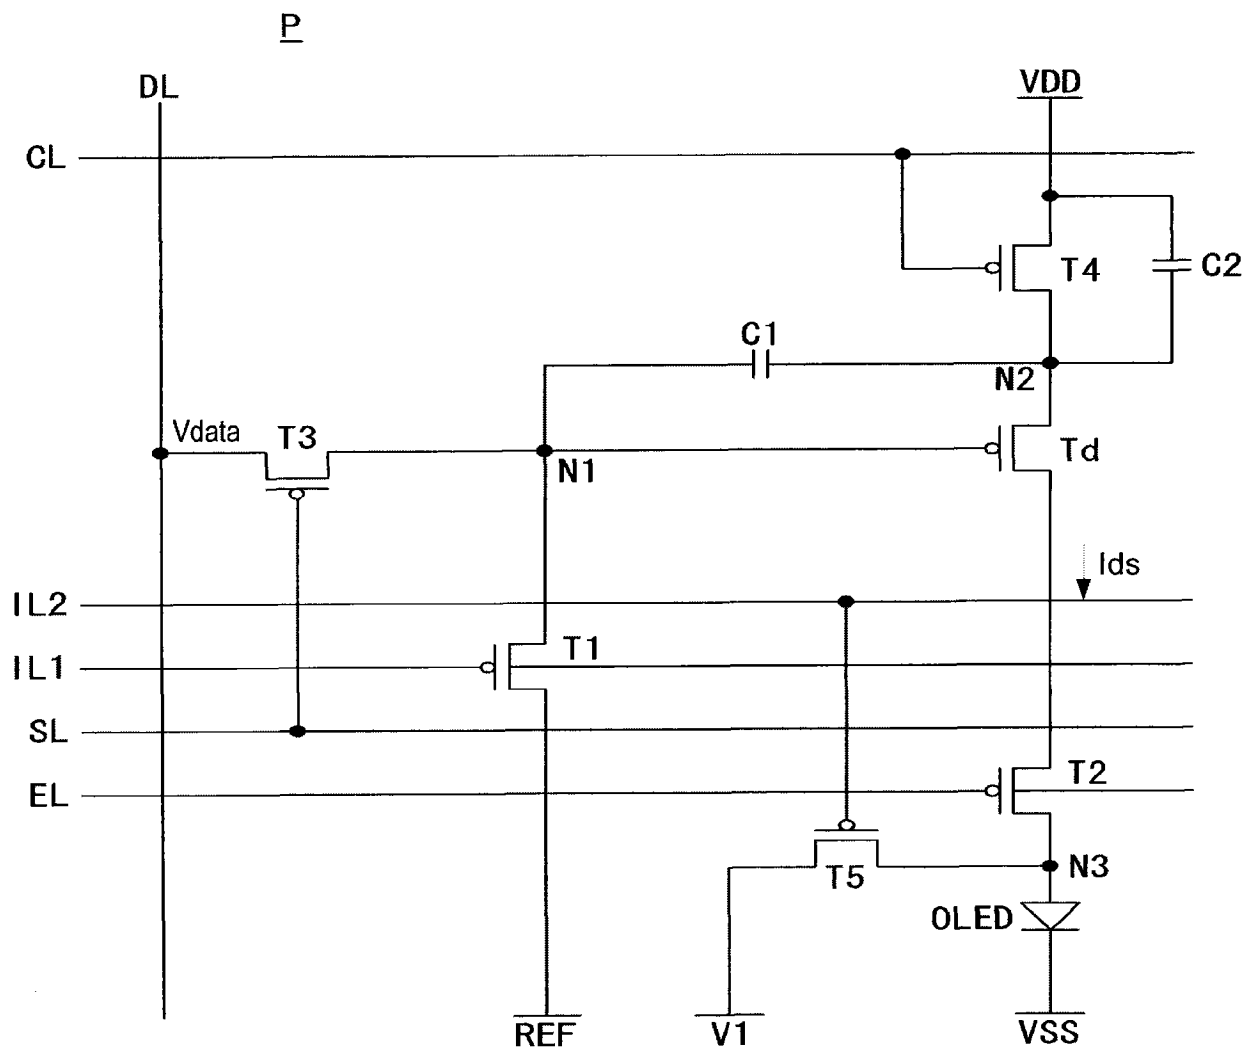 P
DL
VDD
CL
T4
C2
C1
N2
Vdata
T3
Td
N1
Ids
IL2
T1
IL1
SL
T2
EL
N3
T5
OLED
REF
V1
VSS